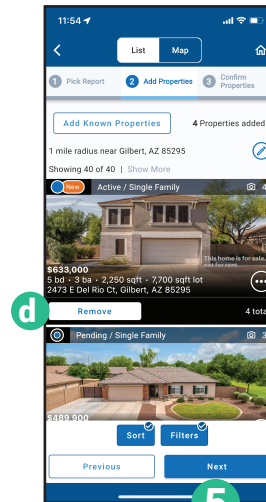 11:54
List Map
1 Pick Report 2 Add Properties 3 Confirm Properties
Add Known Properties 4 Properties added
1 mile radius near Gilbert, AZ 85295
Showing 40 of 40 | Show More
New Active / Single Family 4
This home is for sale,
not for rent
$633,000
5 bd · 3 ba · 2,250 sqft · 7,700 sqft lot
2473 E Del Rio Ct, Gilbert, AZ 85295
d Remove 4 tota
Pending / Single Family 3
$489,900
Sort Filters
Previous Next
5